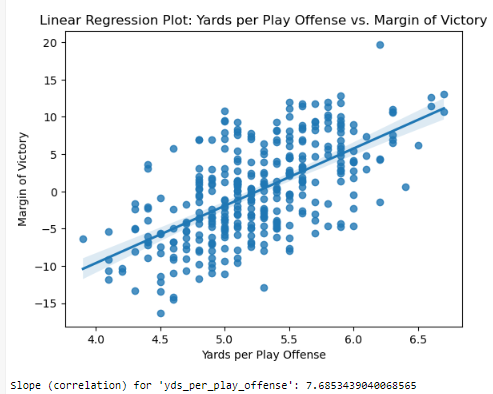 Linear Regression Plot: Yards per Play Offense vs. Margin of Victory
20
15
10
5
0
−5
−10
−15
Margin of Victory
4.0 4.5 5.0 5.5 6.0 6.5
Yards per Play Offense
Slope (correlation) for 'yds_per_play_offense': 7.6853439040068565